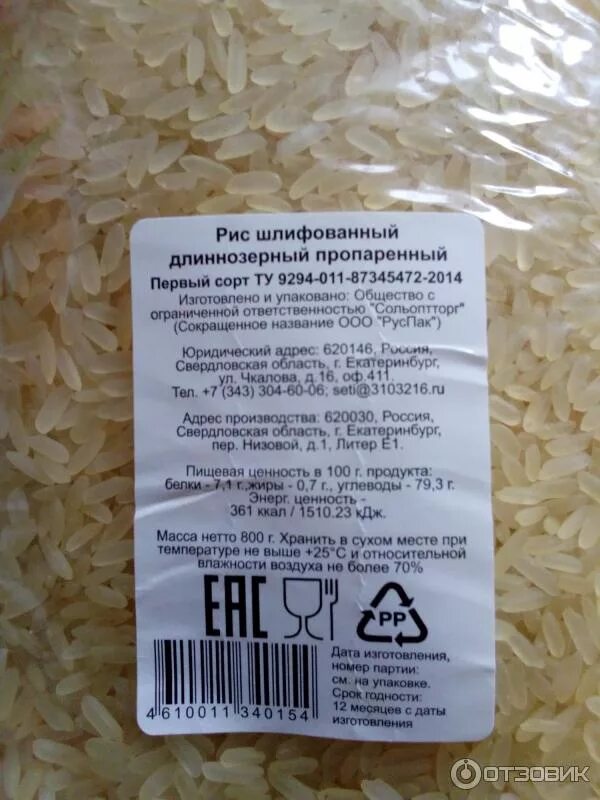 Рис шлифованный
длиннозерный пропаренный
Первый сорт ТУ 9294-011-87345472-2014
Изготовлено и упаковано: Общество с
ограниченной ответственностью "Сольоптторг"
(Сокращенное название ООО "РусПак")
Юридический адрес: 620146, Россия,
Свердловская область, г. Екатеринбург,
ул. Чкалова, д.16, оф.411.
Тел. +7 (343) 304-60-06; seti@3103216.ru
Адрес производства: 620030, Россия,
Свердловская область, г. Екатеринбург,
пер. Низовой, д.1, Литер Е1.
Пищевая ценность в 100 г. продукта:
белки - 7,1 г.,жиры - 0,7 г., углеводы - 79,3 г.
Энерг. ценность -
361 ккал / 1510.23 кДж.
Масса нетто 800 г. Хранить в сухом месте при
температуре не выше +25°С и относительной
влажности воздуха не более 70%
ЕАС
PP
Дата изготовления,
номер партии:
см. на упаковке.
Срок годности:
12 месяцев с даты
изготовления
4 610011 340154
ОТЗОВИК